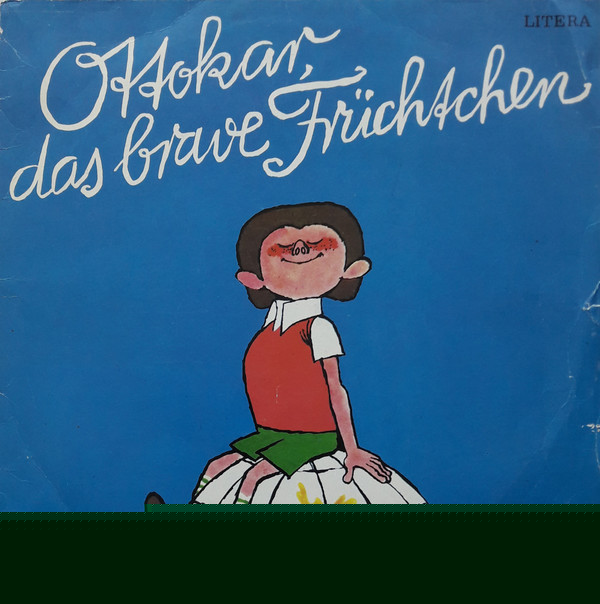 LITERA
Ottokar,
das brave Früchtchen